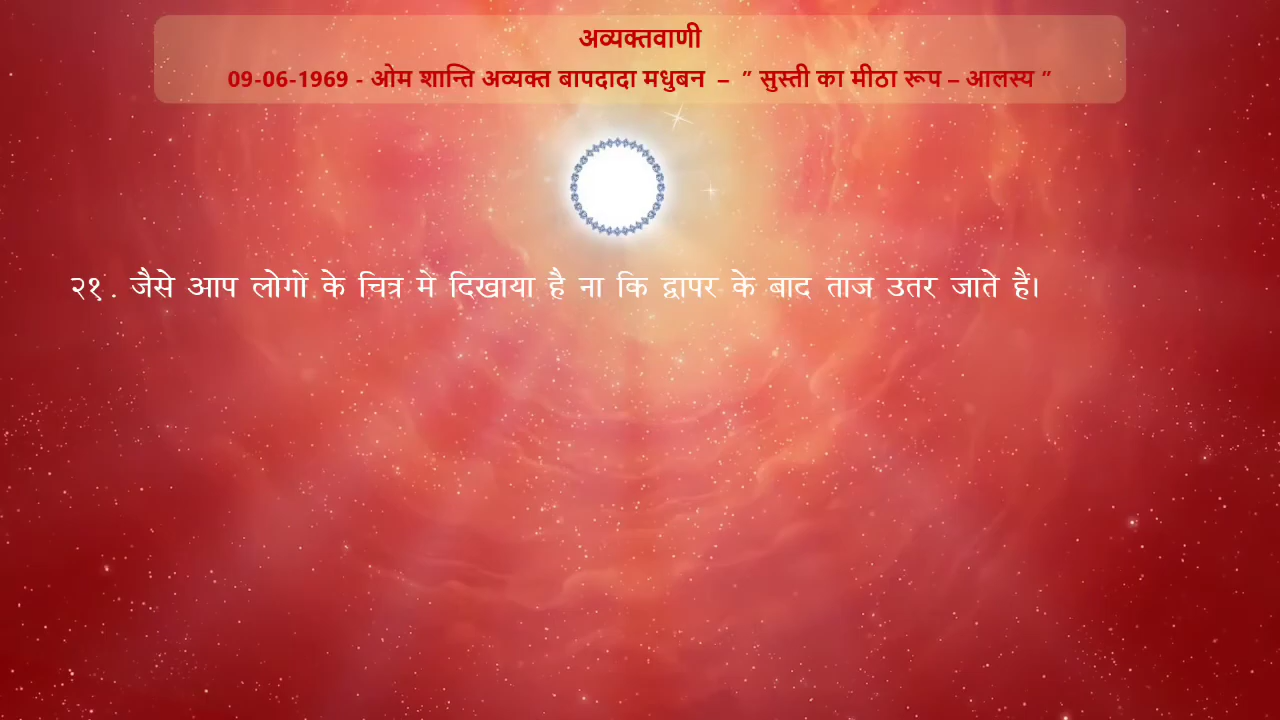 अव्यक्तवाणी
09-06-1969 - ओम शान्ति अव्यक्त बापदादा मधुबन – ” सुस्ती का मीठा रूप – आलस्य ”
२१. जैसे आप लोगों के चित्र में दिखाया है ना कि द्वापर के बाद ताज उतर जाते हैं।